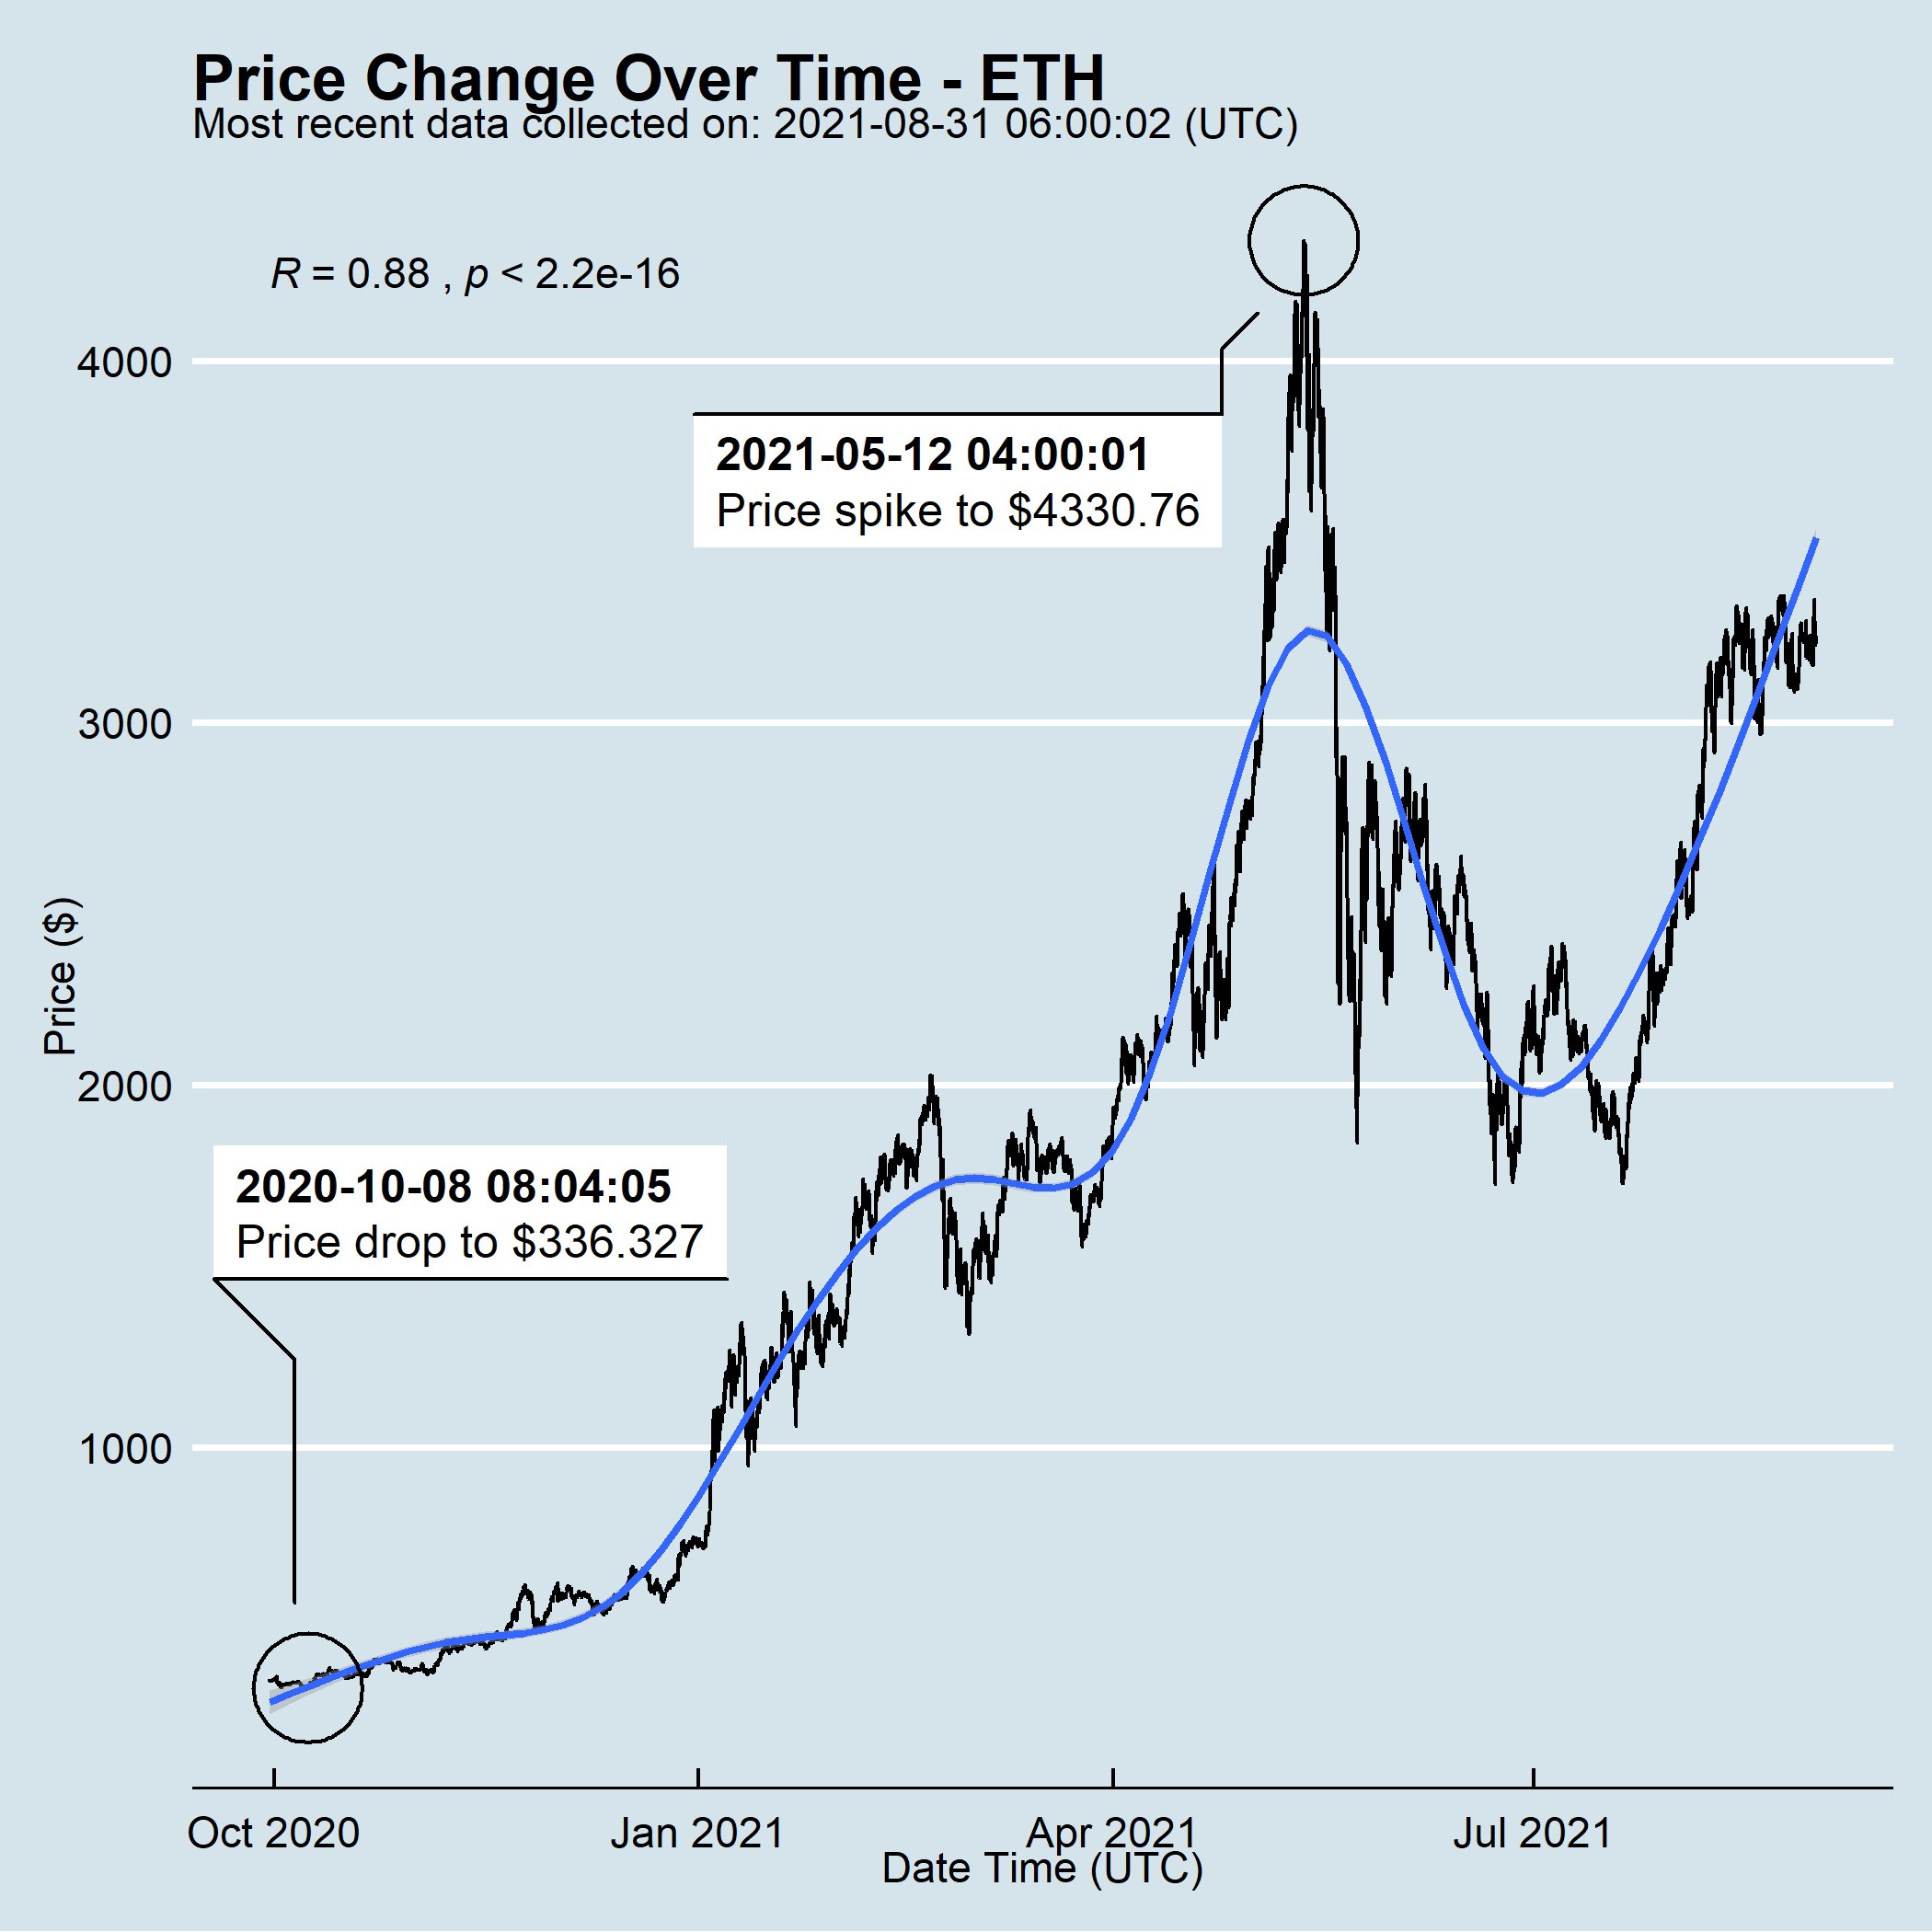 Price Change Over Time - ETH
Most recent data collected on: 2021-08-31 06:00:02 (UTC)
R = 0.88 , p < 2.2e-16
4000
2021-05-12 04:00:01
Price spike to $4330.76
3000
Price ($)
2000
2020-10-08 08:04:05
Price drop to $336.327
1000
Oct 2020
Jan 2021
Apr 2021
Jul 2021
Date Time (UTC)